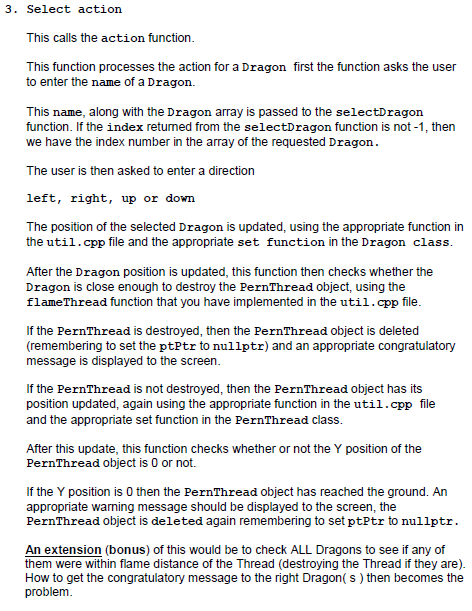 3. Select action
This calls the action function.
This function processes the action for a Dragon first the function asks the user
to enter the name of a Dragon.
This name, along with the Dragon array is passed to the selectDragon
function. If the index returned from the selectDragon function is not -1, then
we have the index number in the array of the requested Dragon.
The user is then asked to enter a direction
left, right, up or down
The position of the selected Dragon is updated, using the appropriate function in
the util.cpp file and the appropriate set function in the Dragon class.
After the Dragon position is updated, this function then checks whether the
Dragon is close enough to destroy the PernThread object, using the
flameThread function that you have implemented in the util.cpp file.
If the PernThread is destroyed, then the PernThread object is deleted
(remembering to set the ptPtr to nullptr) and an appropriate congratulatory
message is displayed to the screen.
If the PernThread is not destroyed, then the PernThread object has its
position updated, again using the appropriate function in the util.cpp file
and the appropriate set function in the PernThread class.
After this update, this function checks whether or not the Y position of the
PernThread object is 0 or not.
If the Y position is 0 then the PernThread object has reached the ground. An
appropriate warning message should be displayed to the screen, the
PernThread object is deleted again remembering to set ptPtr to nullptr.
An extension (bonus) of this would be to check ALL Dragons to see if any of
them were within flame distance of the Thread (destroying the Thread if they are).
How to get the congratulatory message to the right Dragon( s ) then becomes the
problem.